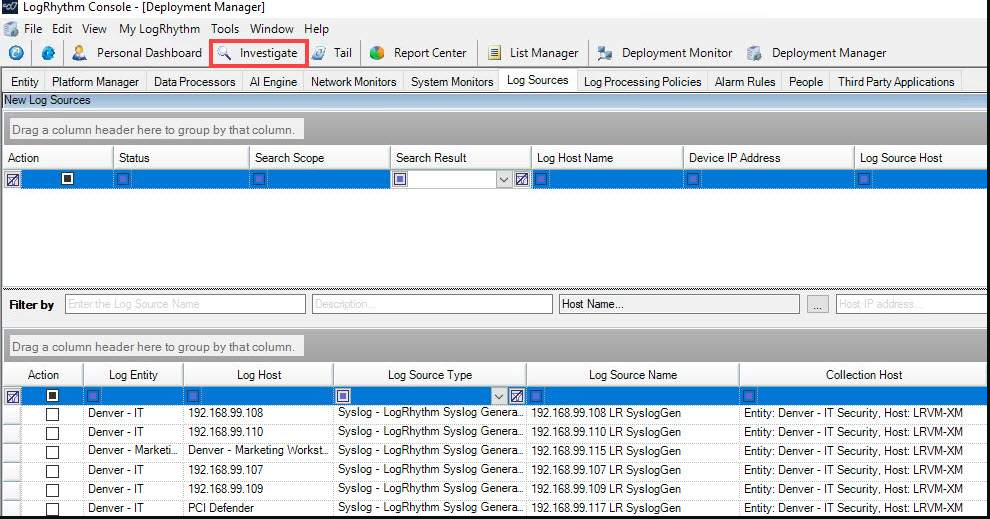 LogRhythm Console - [Deployment Manager]
File Edit View My LogRhythm Tools Window Help
Personal Dashboard Investigate Tail Report Center List Manager Deployment Monitor Deployment Manager
Entity Platform Manager Data Processors AI Engine Network Monitors System Monitors Log Sources Log Processing Policies Alarm Rules People Third Party Applications
New Log Sources
Drag a column header here to group by that column.
Action Status Search Scope Search Result Log Host Name Device IP Address Log Source Host
Filter by Enter the Log Source Name Description... Host Name... ... Host IP address...
Drag a column header here to group by that column.
Action Log Entity Log Host Log Source Type Log Source Name Collection Host
Denver - IT 192.168.99.108 Syslog - LogRhythm Syslog Genera... 192.168.99.108 LR SyslogGen Entity: Denver - IT Security, Host: LRVM-XM
Denver - IT 192.168.99.110 Syslog - LogRhythm Syslog Genera... 192.168.99.110 LR SyslogGen Entity: Denver - IT Security, Host: LRVM-XM
Denver - Marketi... Denver - Marketing Workst... Syslog - LogRhythm Syslog Genera... 192.168.99.115 LR SyslogGen Entity: Denver - IT Security, Host: LRVM-XM
Denver - IT 192.168.99.107 Syslog - LogRhythm Syslog Genera... 192.168.99.107 LR SyslogGen Entity: Denver - IT Security, Host: LRVM-XM
Denver - IT 192.168.99.109 Syslog - LogRhythm Syslog Genera... 192.168.99.109 LR SyslogGen Entity: Denver - IT Security, Host: LRVM-XM
Denver - IT PCI Defender Syslog - LogRhythm Syslog Genera... 192.168.99.117 LR SyslogGen Entity: Denver - IT Security, Host: LRVM-XM